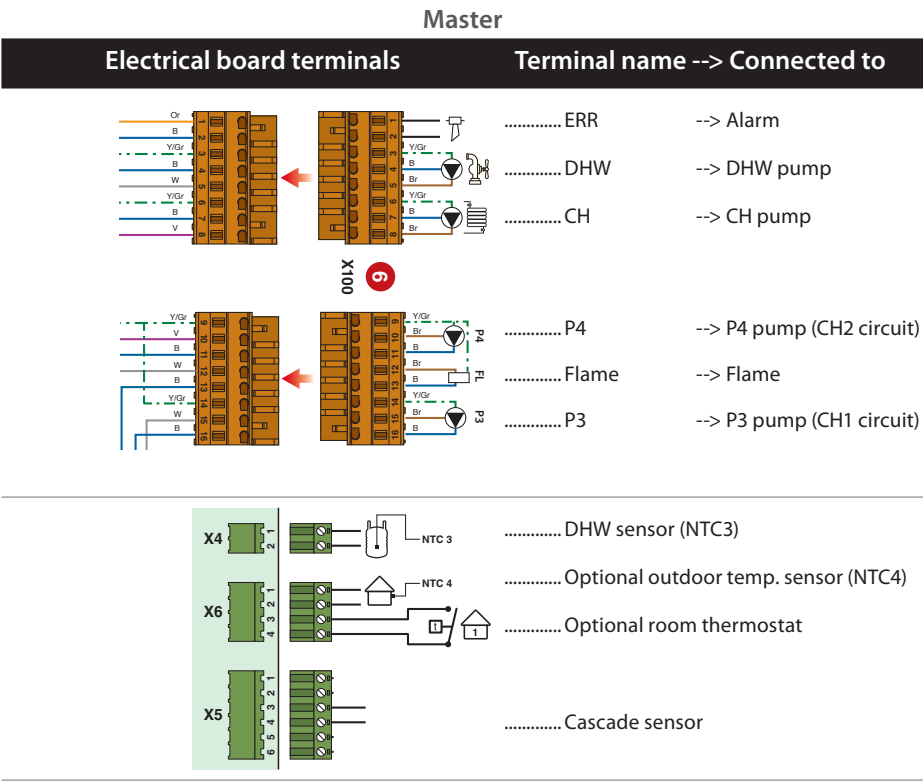 Master
Electrical board terminals Terminal name --> Connected to
Or
B
Y/Gr
B
W
Y/Gr
B
V
1
2
3
4
5
6
7
8
1
2
3
4
5
6
7
8
Y/Gr
B
Br
Y/Gr
B
Br
.............ERR --> Alarm
.............DHW --> DHW pump
.............CH --> CH pump
X100
6
Y/Gr
V
B
W
B
Y/Gr
W
B
9
10
11
12
13
14
15
16
9
10
11
12
13
14
15
16
Y/Gr
Br
B
Br
B
Y/Gr
Br
B
P4
FL
P3
.............P4 --> P4 pump (CH2 circuit)
.............Flame --> Flame
.............P3 --> P3 pump (CH1 circuit)
X4
1
2
NTC 3
.............DHW sensor (NTC3)
X6
1
2
3
4
NTC 4
t
1
.............Optional outdoor temp. sensor (NTC4)
.............Optional room thermostat
X5
1
2
3
4
5
6
.............Cascade sensor